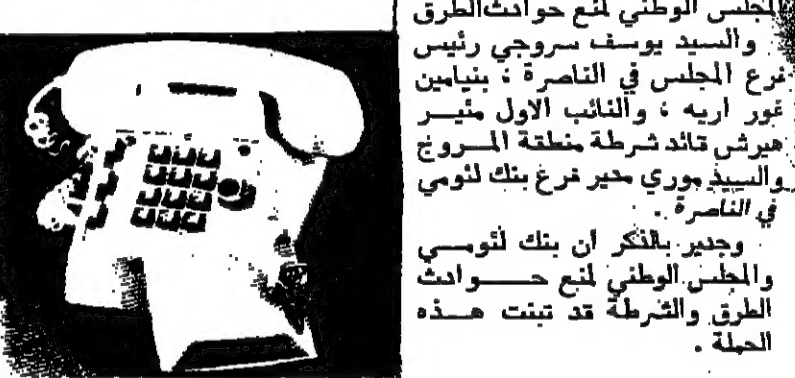 المجلس الوطني لمنع حوادث الطرق
والسيد يوسف سروجي رئيس
فرع المجلس في الناصرة ، بنيامين
غور اريه ، والنائب الاول مئير
هيرش قائد شرطة منطقة المروج
والسيد موري مدير فرع بنك لئومي
في الناصرة .
وجدير بالذكر أن بنك لئومي
والمجلس الوطني لمنع حوادث
الطرق والشرطة قد تبنت هذه
الحملة .